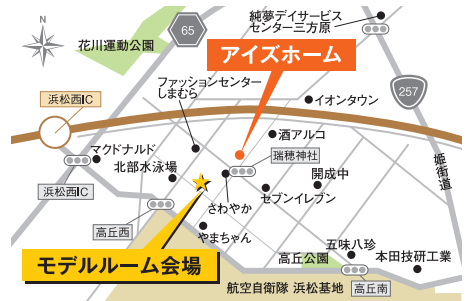 純夢デイサービス
センター三方原
65
花川運動公園
アイズホーム
ファッションセンター
しまむら
257
浜松西IC
イオンタウン
酒アルコ
マクドナルド
瑞穂神社
姫街道
北部水泳場
開成中
浜松西IC
さわやか
セブンイレブン
高丘西
やまちゃん
五味八珍
モデルルーム会場
高丘公園
本田技研工業
航空自衛隊 浜松基地
高丘南